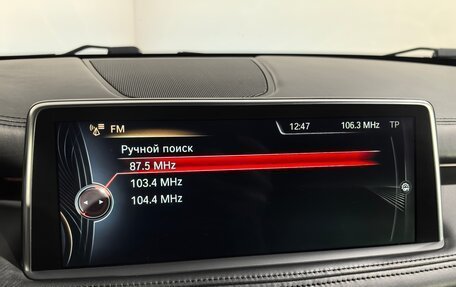 FM 12:47 106.3 MHz TP
Ручной поиск
87.5 MHz
103.4 MHz
104.4 MHz